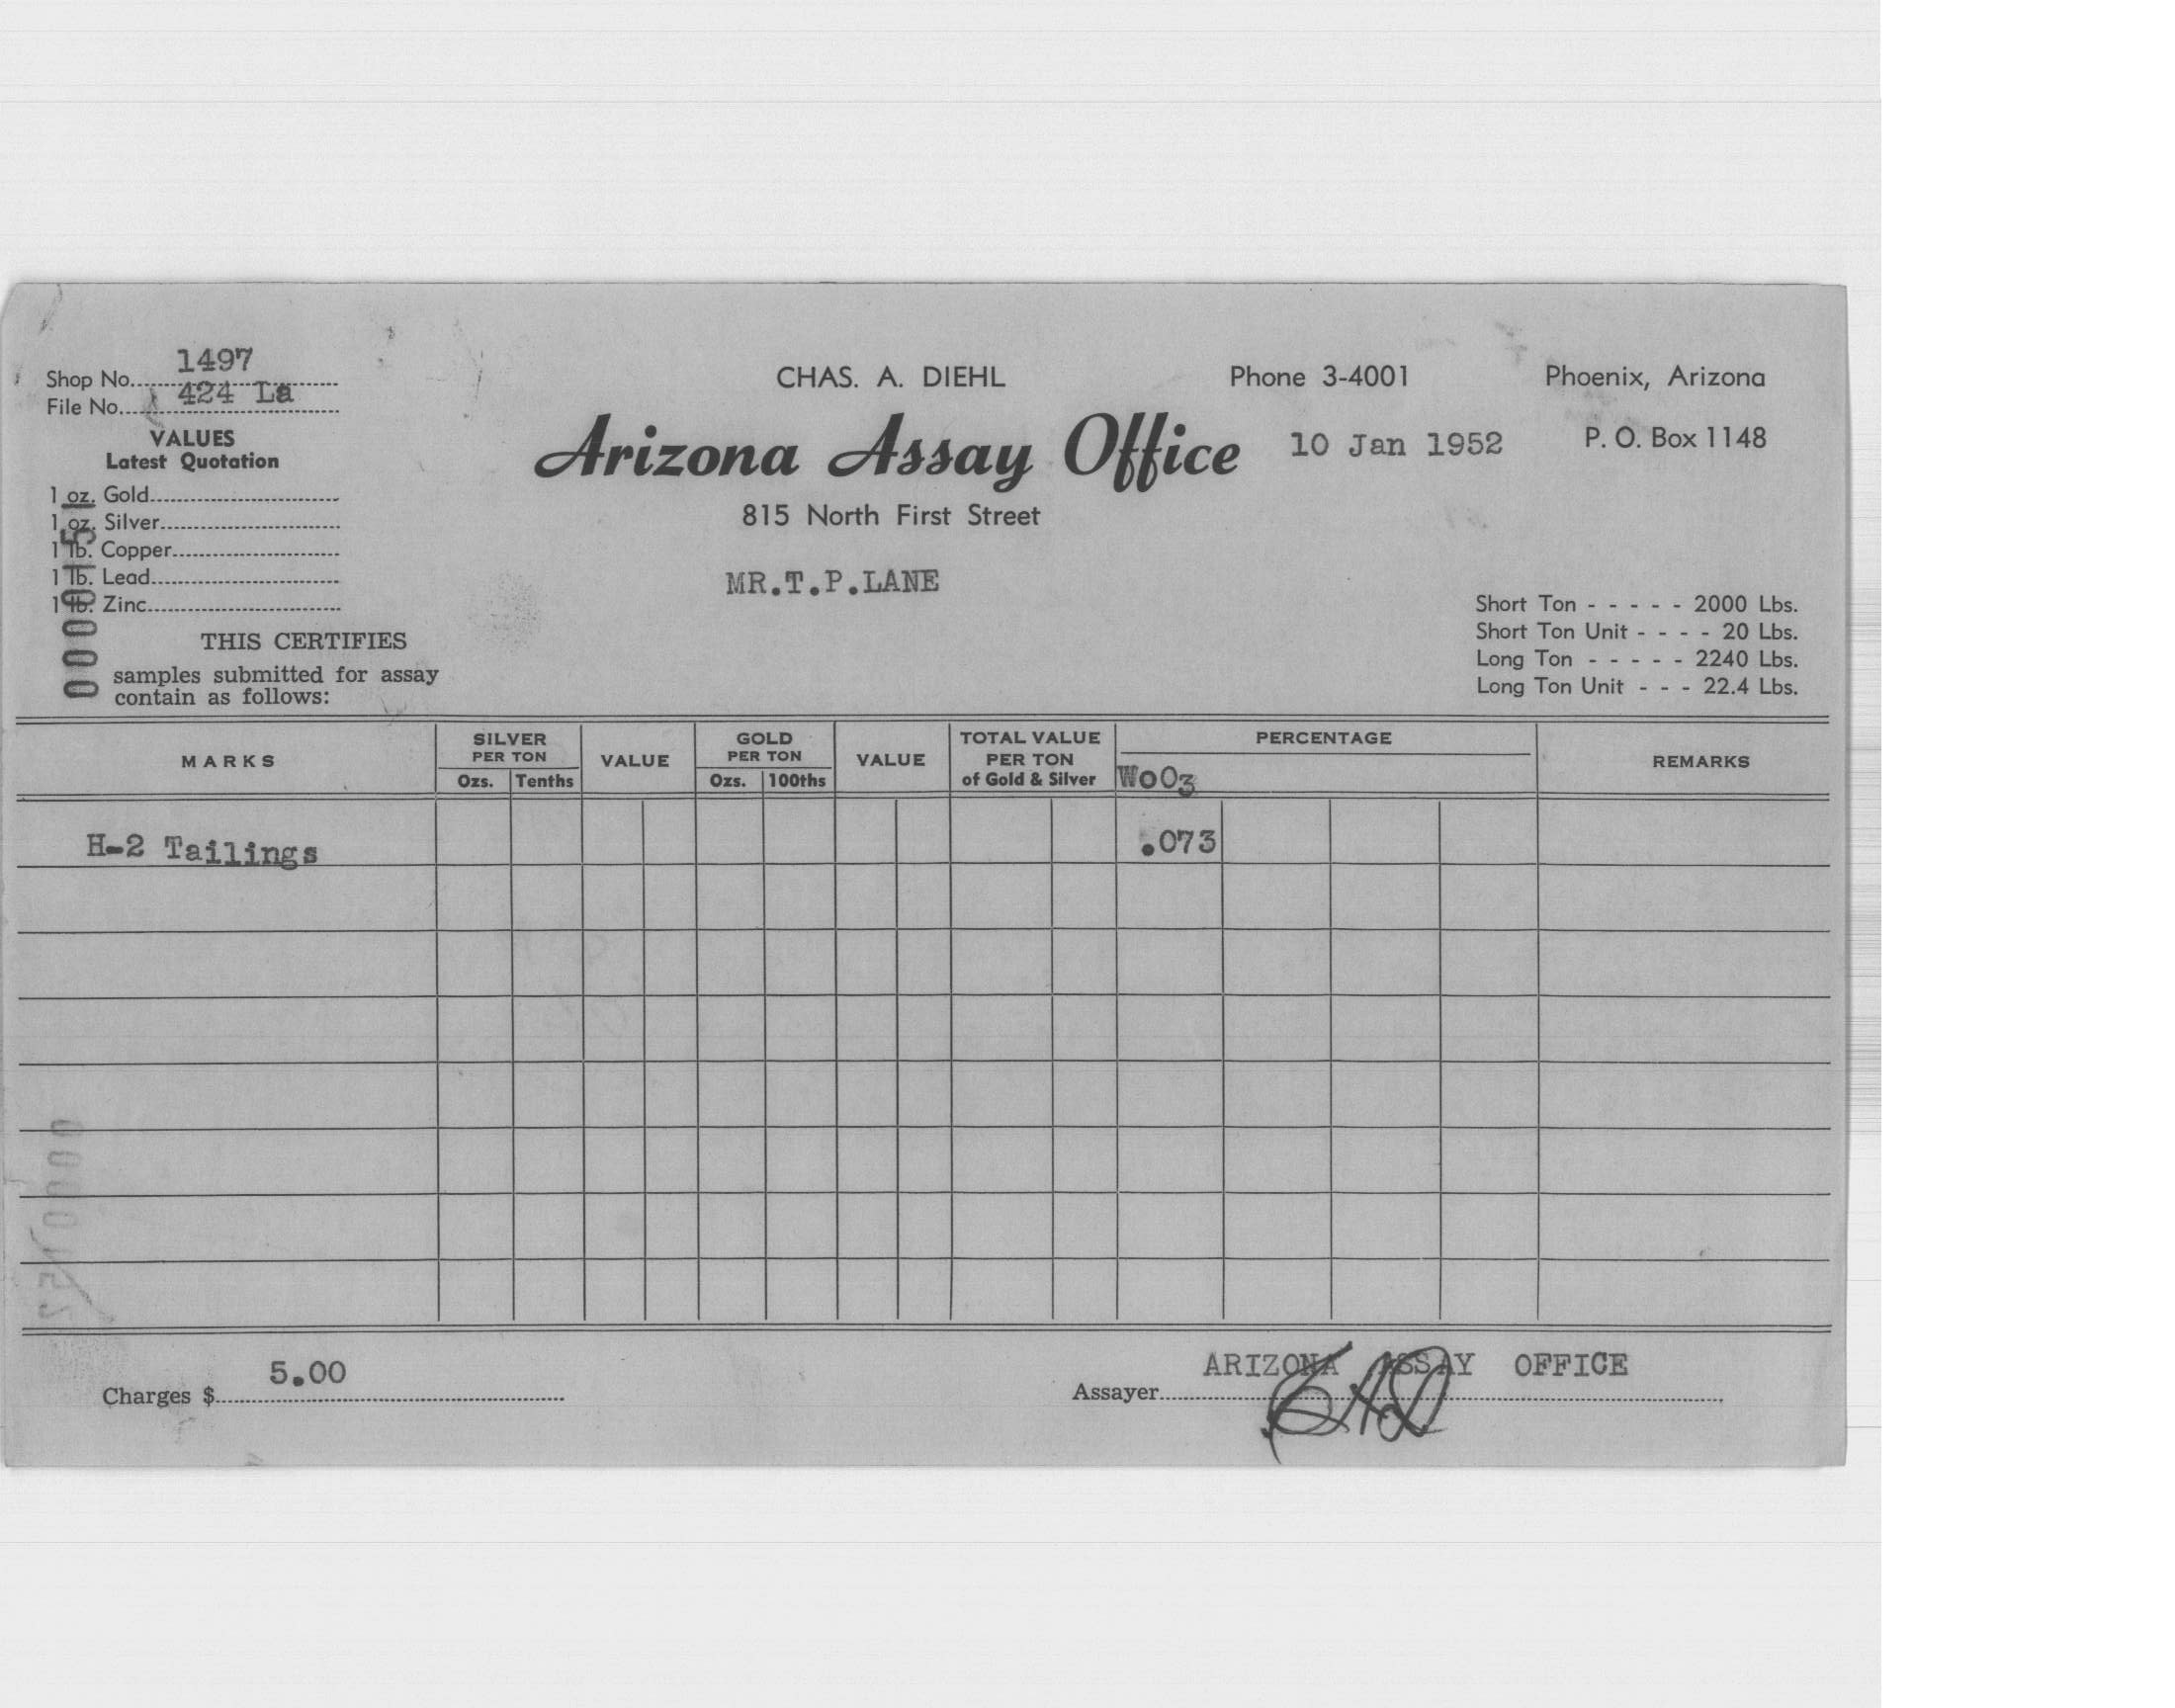 Shop No. 1497
File No. 424 La
VALUES
Latest Quotation
1 oz. Gold
1 oz. Silver
1 lb. Copper
1 lb. Lead
1 lb. Zinc
THIS CERTIFIES
samples submitted for assay
contain as follows:
CHAS. A. DIEHL
Arizona Assay Office
815 North First Street
MR.T.P.LANE
Phone 3-4001
10 Jan 1952
Phoenix, Arizona
P. O. Box 1148
Short Ton - - - - - 2000 Lbs.
Short Ton Unit - - - - 20 Lbs.
Long Ton - - - - - 2240 Lbs.
Long Ton Unit - - - 22.4 Lbs.
MARKS SILVER PER TON Ozs. Tenths VALUE GOLD PER TON Ozs. 100ths VALUE TOTAL VALUE PER TON of Gold & Silver PERCENTAGE WoO3 REMARKS
H-2 Tailings .073
Charges $ 5.00
ARIZONA ASSAY OFFICE
Assayer